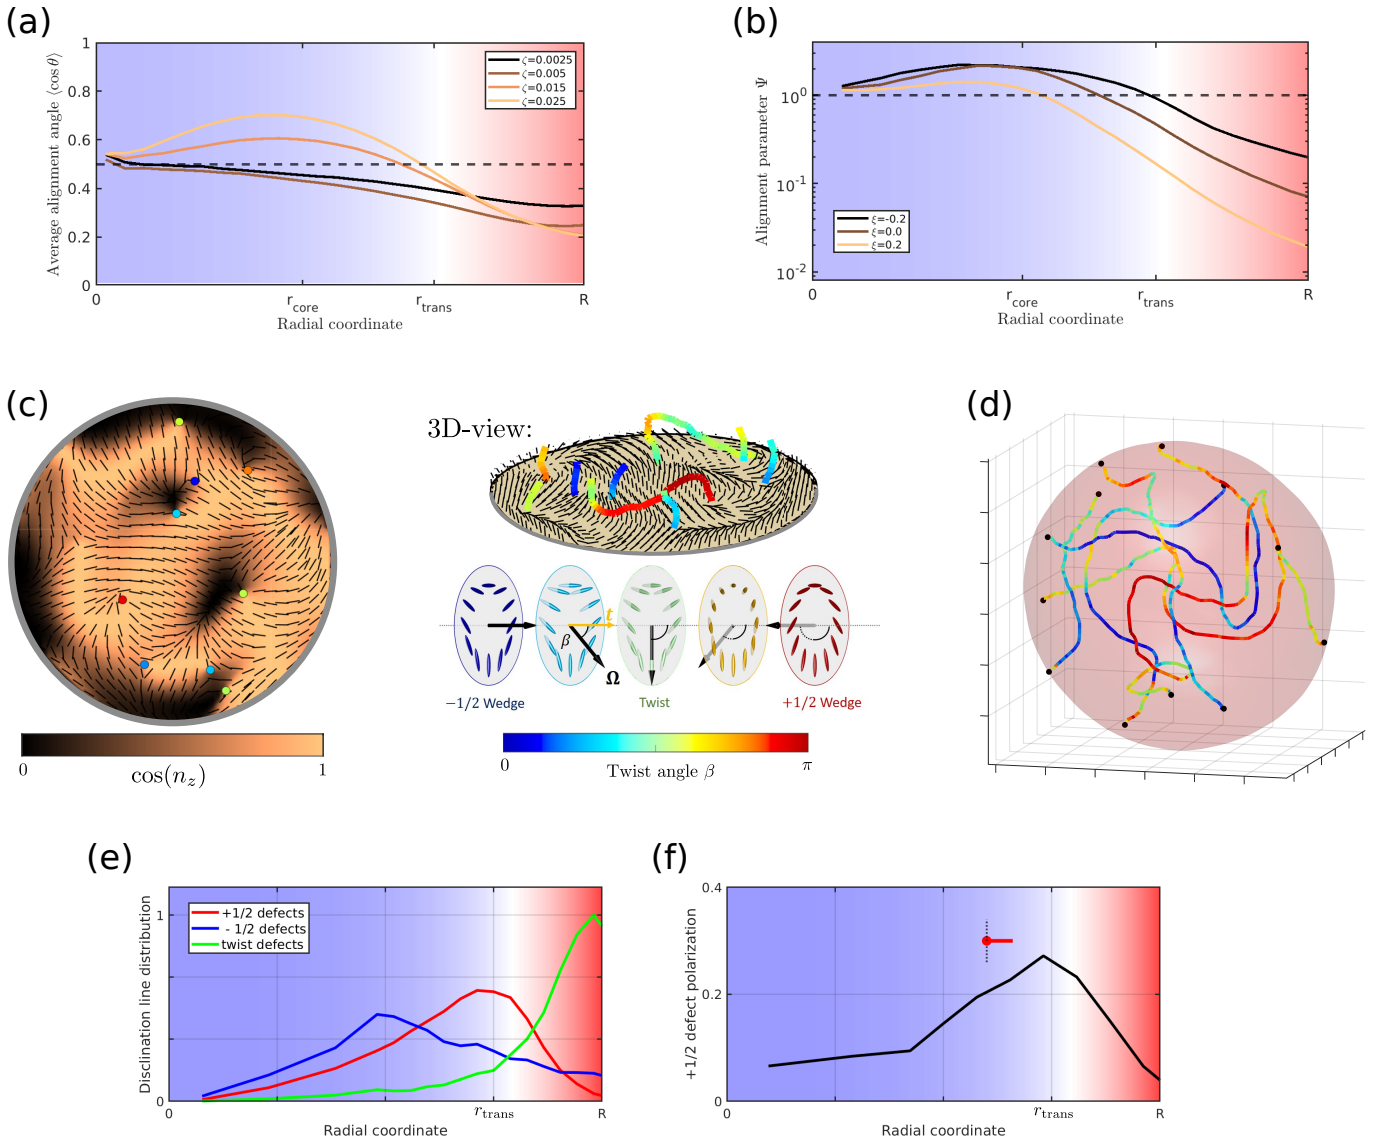 (a)
Average alignment angle ⟨cos θ⟩
1
0.8
0.6
0.4
0.2
0
ζ=0.0025
ζ=0.005
ζ=0.015
ζ=0.025
0
r_core
r_trans
R
Radial coordinate
(b)
Alignment parameter Ψ
10^0
10^-1
10^-2
ξ=-0.2
ξ=0.0
ξ=0.2
0
r_core
r_trans
R
Radial coordinate
(c)
0
1
cos(n_z)
3D-view:
t
β
Ω
−1/2 Wedge
Twist
+1/2 Wedge
0
π
Twist angle β
(d)
(e)
Disclination line distribution
1
0
+1/2 defects
- 1/2 defects
twist defects
0
r_trans
R
Radial coordinate
(f)
+1/2 defect polarization
0.4
0.2
0
0
r_trans
R
Radial coordinate